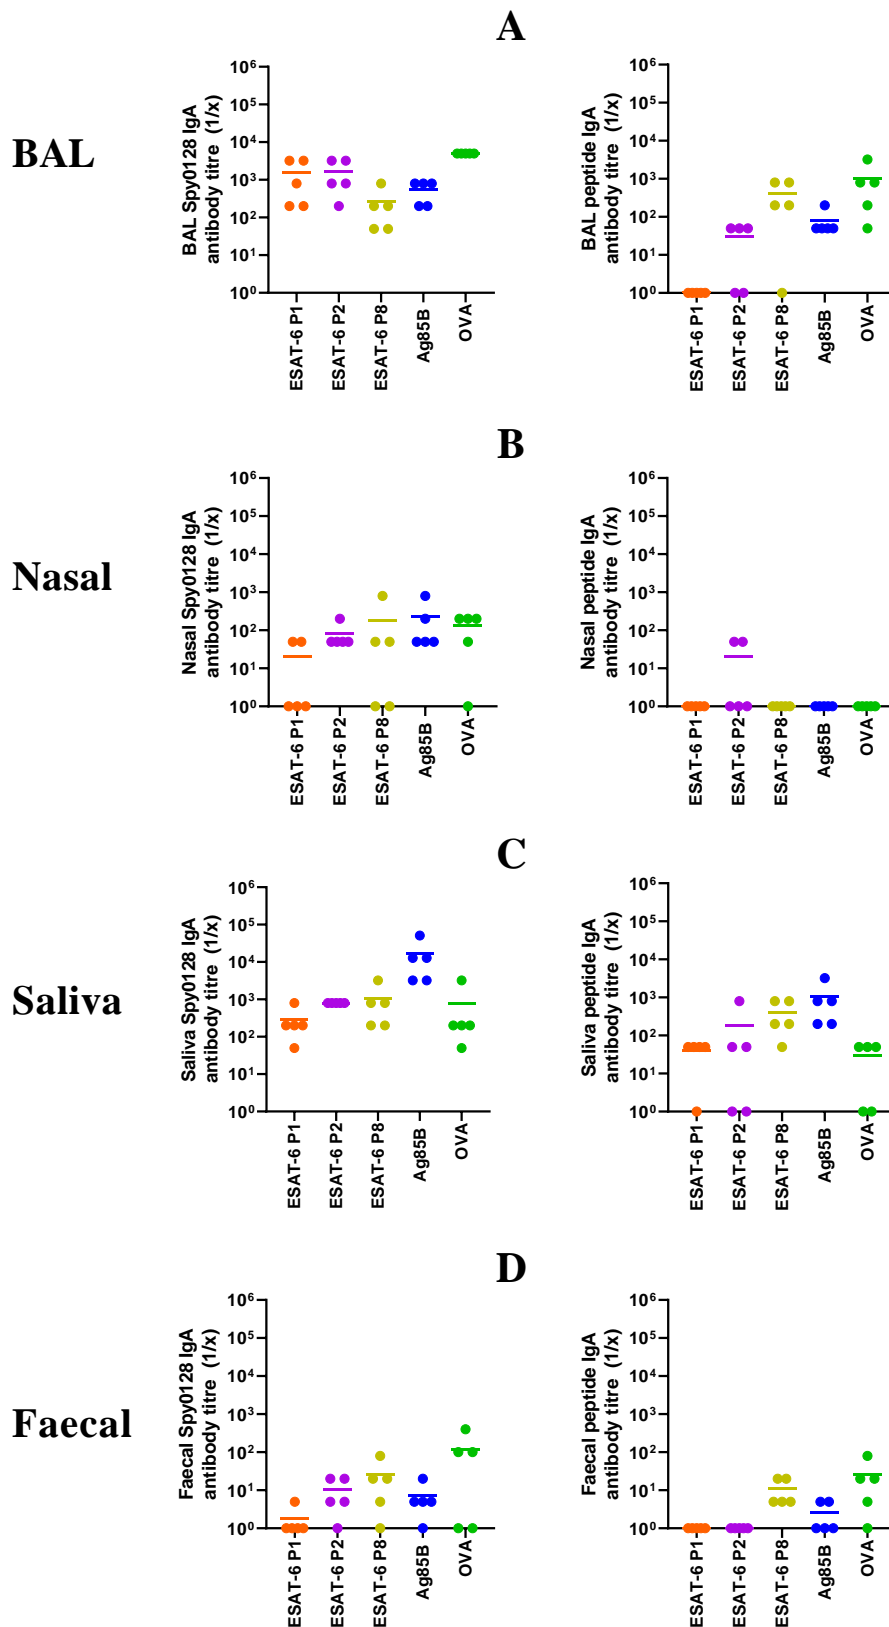 A
BAL
BAL Spy0128 IgA
antibody titre (1/x)
10⁶
10⁵
10⁴
10³
10²
10¹
10⁰
ESAT-6 P1
ESAT-6 P2
ESAT-6 P8
Ag85B
OVA
BAL peptide IgA
antibody titre (1/x)
10⁶
10⁵
10⁴
10³
10²
10¹
10⁰
ESAT-6 P1
ESAT-6 P2
ESAT-6 P8
Ag85B
OVA
B
Nasal
Nasal Spy0128 IgA
antibody titre (1/x)
10⁶
10⁵
10⁴
10³
10²
10¹
10⁰
ESAT-6 P1
ESAT-6 P2
ESAT-6 P8
Ag85B
OVA
Nasal peptide IgA
antibody titre (1/x)
10⁶
10⁵
10⁴
10³
10²
10¹
10⁰
ESAT-6 P1
ESAT-6 P2
ESAT-6 P8
Ag85B
OVA
C
Saliva
Saliva Spy0128 IgA
antibody titre (1/x)
10⁶
10⁵
10⁴
10³
10²
10¹
10⁰
ESAT-6 P1
ESAT-6 P2
ESAT-6 P8
Ag85B
OVA
Saliva peptide IgA
antibody titre (1/x)
10⁶
10⁵
10⁴
10³
10²
10¹
10⁰
ESAT-6 P1
ESAT-6 P2
ESAT-6 P8
Ag85B
OVA
D
Faecal
Faecal Spy0128 IgA
antibody titre (1/x)
10⁶
10⁵
10⁴
10³
10²
10¹
10⁰
ESAT-6 P1
ESAT-6 P2
ESAT-6 P8
Ag85B
OVA
Faecal peptide IgA
antibody titre (1/x)
10⁶
10⁵
10⁴
10³
10²
10¹
10⁰
ESAT-6 P1
ESAT-6 P2
ESAT-6 P8
Ag85B
OVA